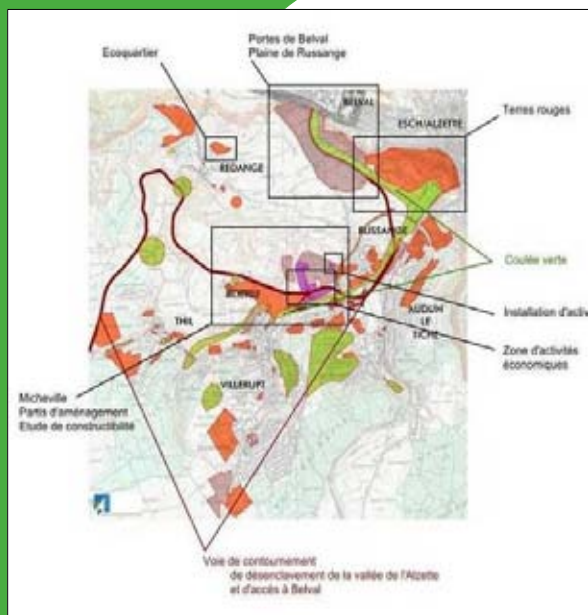 Portes de Belval
Plaine de Russange
Ecoquartier
BELVAL
ESCH/ALZETTE
Terres rouges
REDANGE
RUSSANGE
Coulée verte
Installation d'activ
AUDUN
LE
TICHE
THIL
Zone d'activités
économiques
VILLERUPT
Micheville
Partis d'aménagement
Etude de constructibilité
Voie de contournement
de désenclavement de la vallée de l'Alzette
et d'accès à Belval